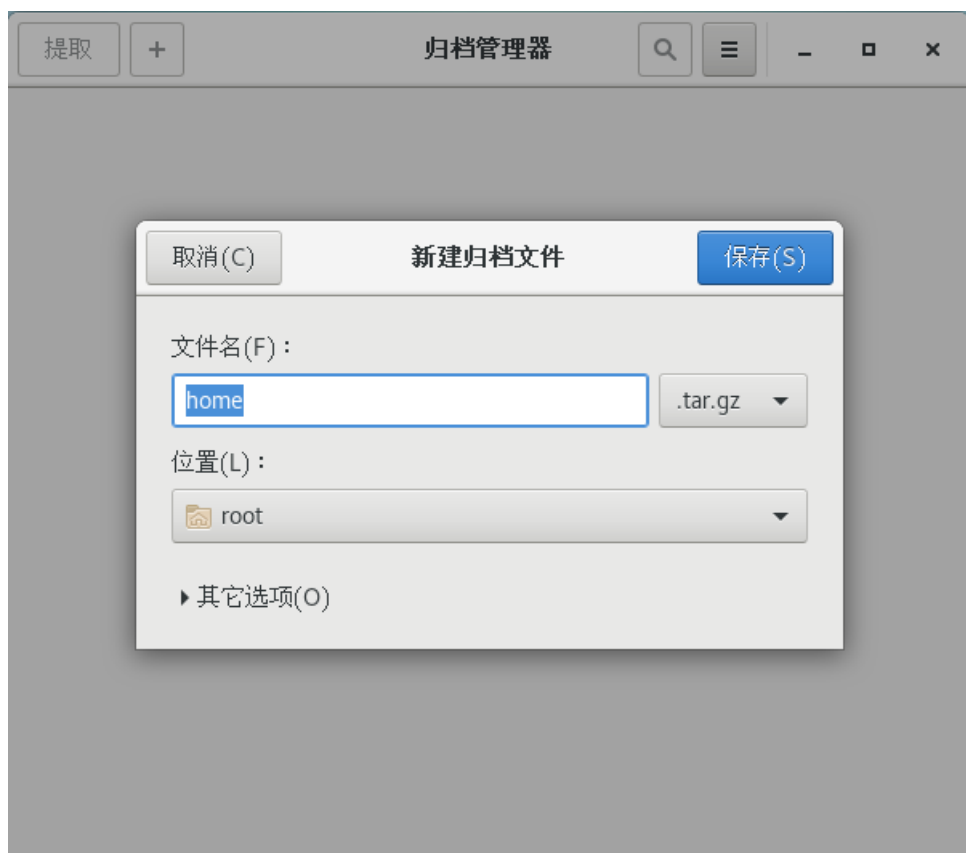 提取 + 归档管理器
取消(C) 新建归档文件 保存(S)
文件名(F)：
home .tar.gz
位置(L)：
root
其它选项(O)